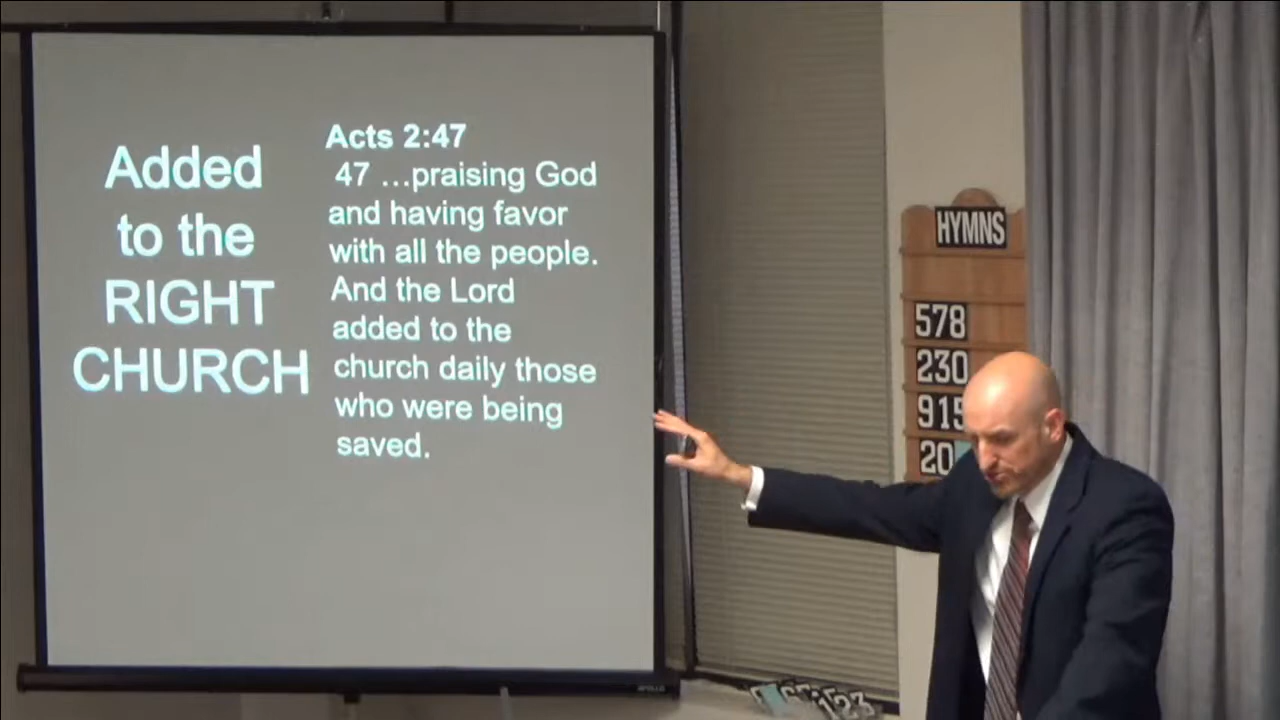 Added
to the
RIGHT
CHURCH
Acts 2:47
47 ...praising God
and having favor
with all the people.
And the Lord
added to the
church daily those
who were being
saved.
HYMNS
578
230
915
20
APOLLO